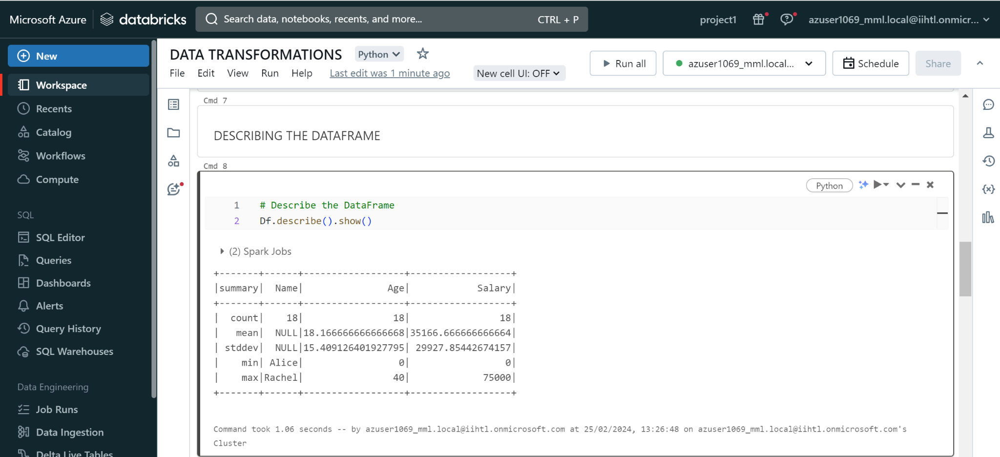 Microsoft Azure databricks Search data, notebooks, recents, and more... CTRL + P project1 azuser1069_mml.local@iihtl.onmicr...
New
Workspace
Recents
Catalog
Workflows
Compute
SQL
SQL Editor
Queries
Dashboards
Alerts
Query History
SQL Warehouses
Data Engineering
Job Runs
Data Ingestion
Delta Live Tables
DATA TRANSFORMATIONS Python
File Edit View Run Help Last edit was 1 minute ago New cell UI: OFF
Run all azuser1069_mml.local... Schedule Share
Cmd 7
DESCRIBING THE DATAFRAME
Cmd 8
Python
1 # Describe the DataFrame
2 Df.describe().show()
(2) Spark Jobs
+-------+------+------------------+------------------+
|summary|  Name|               Age|            Salary|
+-------+------+------------------+------------------+
|  count|    18|                18|                18|
|   mean|  NULL|18.166666666666668|35166.666666666664|
| stddev|  NULL|15.409126401927795| 29927.85442674157|
|    min| Alice|                 0|                 0|
|    max|Rachel|                40|             75000|
+-------+------+------------------+------------------+
Command took 1.06 seconds -- by azuser1069_mml.local@iihtl.onmicrosoft.com at 25/02/2024, 13:26:48 on azuser1069_mml.local@iihtl.onmicrosoft.com's
Cluster